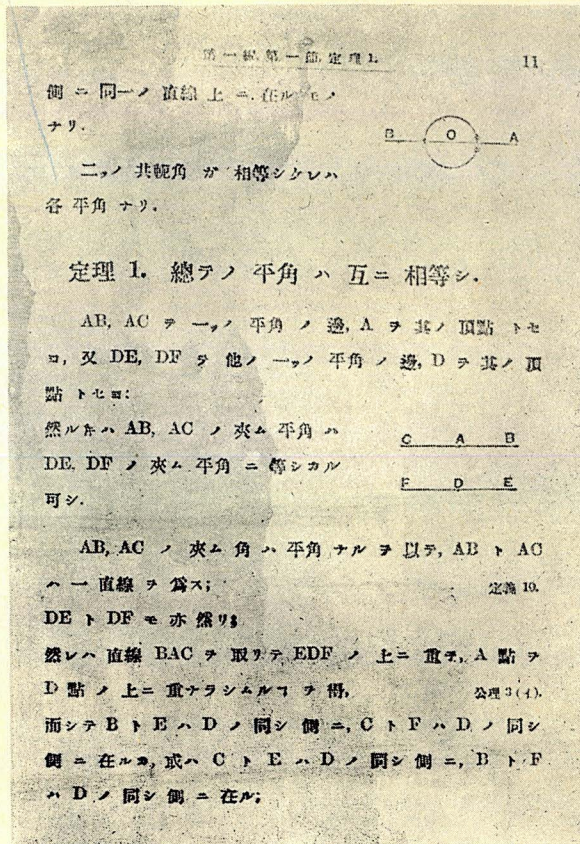 第一編 第一節 定理 1. 11
側ニ 同一ノ 直線 上 ニ 在ルモノ
ナリ.
B O A
二ッノ 共軛角 ガ 相等シクレハ
各 平角 ナリ.
定理 1. 總テノ 平角 ハ 互ニ 相等シ.
AB, AC ヲ 一ッノ 平角 ノ 邊, A ヲ 其ノ 頂點 トセ
ヨ, 又 DE, DF ヲ 他ノ 一ッノ 平角 ノ 邊, D ヲ 其ノ 頂
點 トセヨ:
然ルトキハ AB, AC ノ 夾ム 平角 ハ
C A B
DE, DF ノ 夾ム 平角 ニ 等シカル
F D E
可シ.
AB, AC ノ 夾ム 角 ハ 平角 ナル ヲ 以テ, AB ト AC
ハ 一 直線 ヲ 爲ス; 定義 10.
DE ト DF モ 亦 然リ;
然レハ 直線 BAC ヲ 取リテ EDF ノ 上ニ 重子, A 點 ヲ
D 點 ノ 上ニ 重ナラシムルヿ ヲ 得, 公理 3 (イ).
而シテ B ト E ハ D ノ 同シ 側 ニ, C ト F ハ D ノ 同シ
側 ニ 在ルカ, 或ハ C ト E ハ D ノ 同シ 側 ニ, B ト F
ハ D ノ 同シ 側 ニ 在ル;